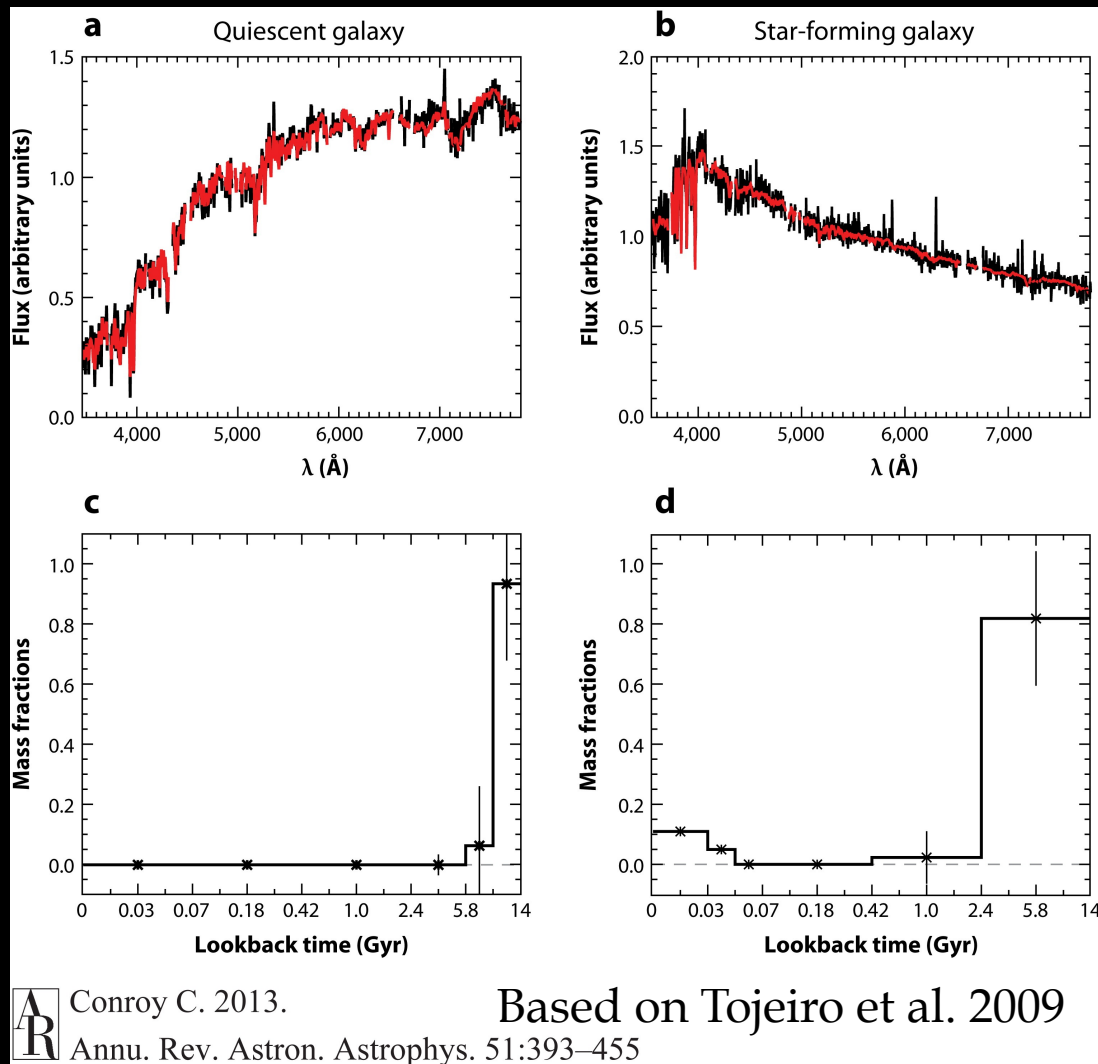 a Quiescent galaxy
1.5
1.0
0.5
0.0
Flux (arbitrary units)
4,000 5,000 6,000 7,000
λ (Å)
b Star-forming galaxy
2.0
1.5
1.0
0.5
0.0
Flux (arbitrary units)
4,000 5,000 6,000 7,000
λ (Å)
c
1.0
0.8
0.6
0.4
0.2
0.0
Mass fractions
0 0.03 0.07 0.18 0.42 1.0 2.4 5.8 14
Lookback time (Gyr)
d
1.0
0.8
0.6
0.4
0.2
0.0
Mass fractions
0 0.03 0.07 0.18 0.42 1.0 2.4 5.8 14
Lookback time (Gyr)
AR
Conroy C. 2013.
Based on Tojeiro et al. 2009
Annu. Rev. Astron. Astrophys. 51:393–455